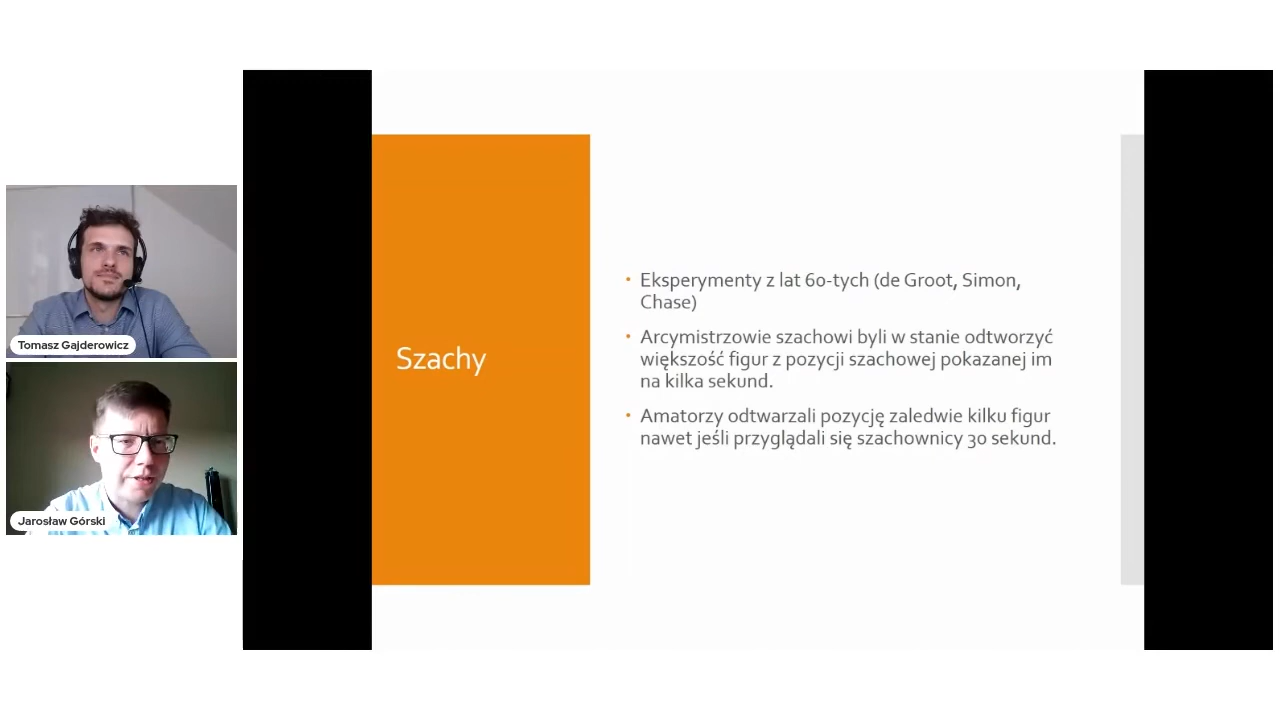 Tomasz Gajderowicz
Jarosław Górski
Szachy
• Eksperymenty z lat 60-tych (de Groot, Simon,
Chase)
• Arcymistrzowie szachowi byli w stanie odtworzyć
większość figur z pozycji szachowej pokazanej im
na kilka sekund.
• Amatorzy odtwarzali pozycję zaledwie kilku figur
nawet jeśli przyglądali się szachownicy 30 sekund.